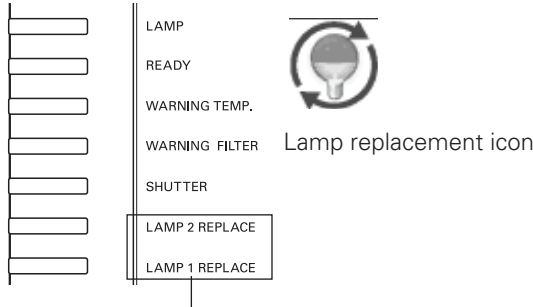 LAMP
READY
WARNING TEMP.
WARNING FILTER
SHUTTER
LAMP 2 REPLACE
LAMP 1 REPLACE
Lamp replacement icon